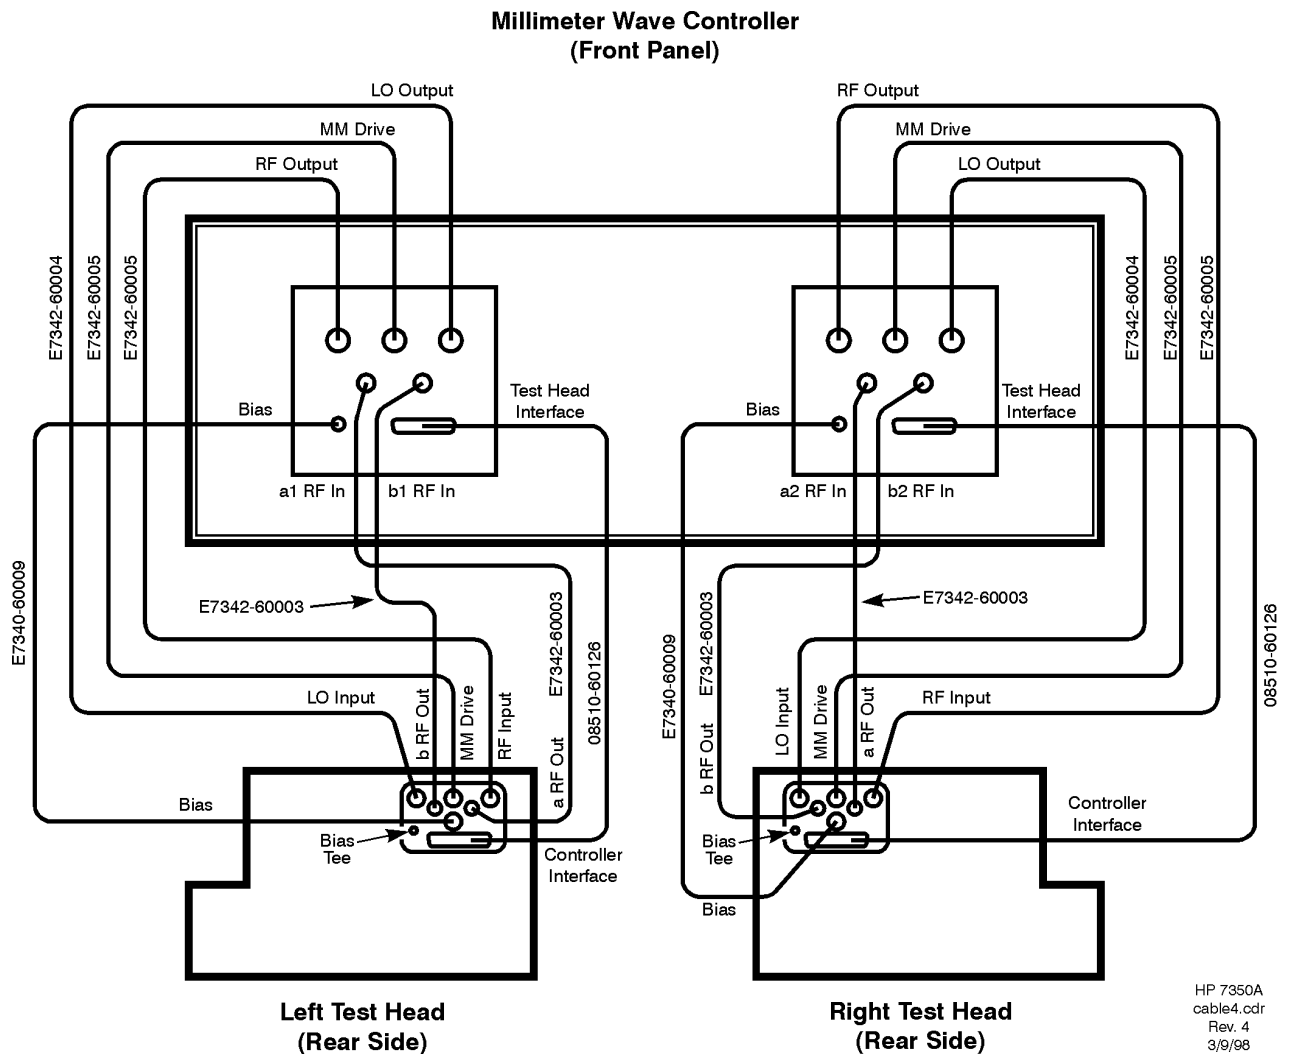 Millimeter Wave Controller
(Front Panel)
LO Output
MM Drive
RF Output
RF Output
MM Drive
LO Output
E7342-60004
E7342-60005
E7342-60005
E7342-60004
E7342-60005
E7342-60005
Bias
Test Head
Interface
Bias
Test Head
Interface
a1 RF In
b1 RF In
a2 RF In
b2 RF In
E7340-60009
E7342-60003
E7342-60003
08510-60126
E7340-60009
E7342-60003
E7342-60003
08510-60126
LO Input
b RF Out
MM Drive
RF Input
a RF Out
b RF Out
LO Input
MM Drive
a RF Out
RF Input
Bias
Bias
Tee
Controller
Interface
Bias
Tee
Bias
Controller
Interface
Left Test Head
(Rear Side)
Right Test Head
(Rear Side)
HP 7350A
cable4.cdr
Rev. 4
3/9/98